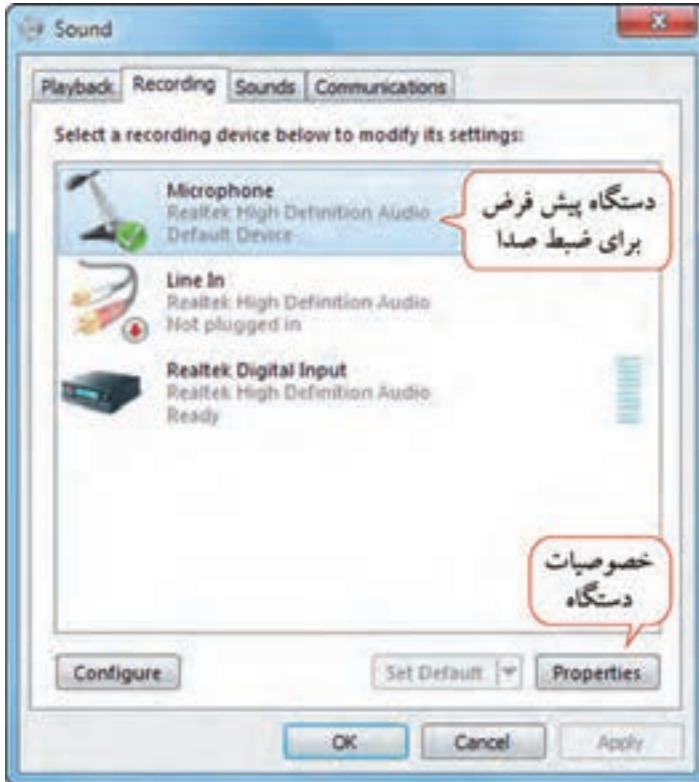 Sound
Playback Recording Sounds Communications
Select a recording device below to modify its settings:
Microphone
Realtek High Definition Audio
Default Device
دستگاه پیش فرض
برای ضبط صدا
Line In
Realtek High Definition Audio
Not plugged in
Realtek Digital Input
Realtek High Definition Audio
Ready
خصوصیات
دستگاه
Configure Set Default Properties
OK Cancel Apply